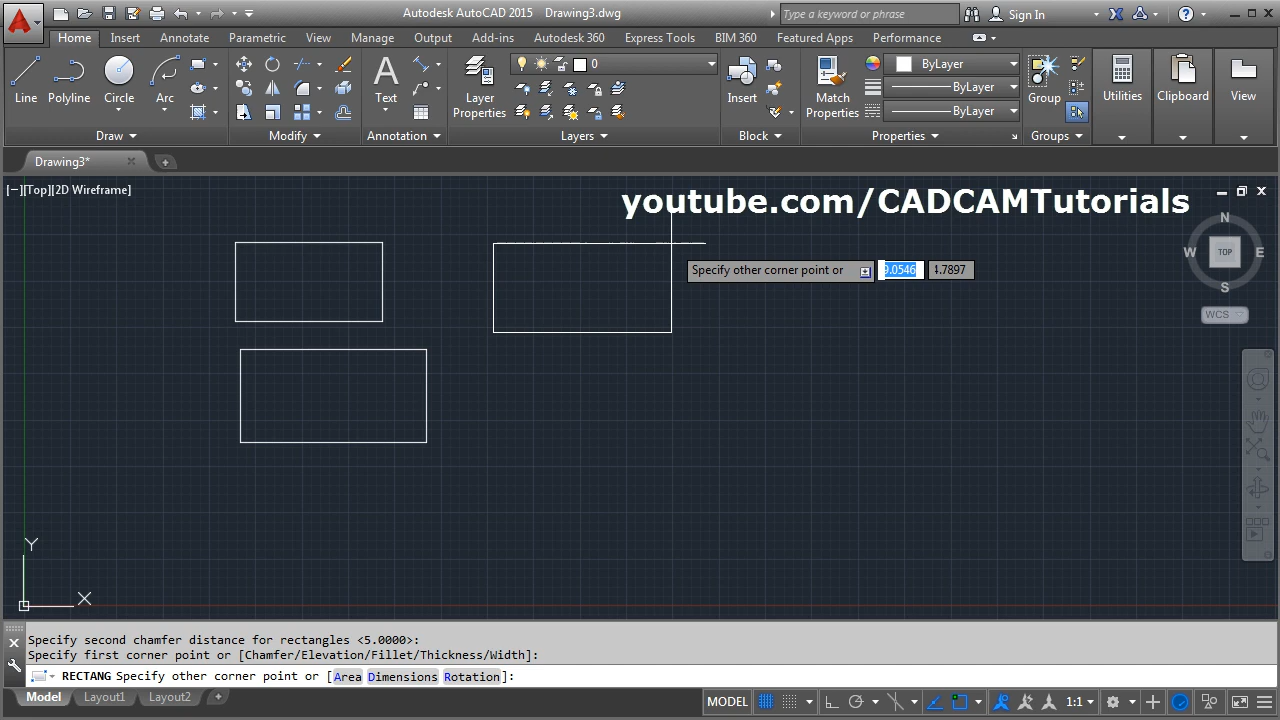 Autodesk AutoCAD 2015 Drawing3.dwg
Type a keyword or phrase
Sign In
Home Insert Annotate Parametric View Manage Output Add-ins Autodesk 360 Express Tools BIM 360 Featured Apps Performance
Line Polyline Circle Arc
Draw
Modify
Text
Annotation
Layer Properties
0
Layers
Insert
Block
Match Properties
ByLayer
ByLayer
ByLayer
Properties
Group
Groups
Utilities
Clipboard
View
Drawing3*
[−][Top][2D Wireframe]
youtube.com/CADCAMTutorials
N
W TOP E
S
WCS
Specify other corner point or 9.0546 4.7897
Y
X
Specify second chamfer distance for rectangles <5.0000>:
Specify first corner point or [Chamfer/Elevation/Fillet/Thickness/Width]:
RECTANG Specify other corner point or [Area Dimensions Rotation]:
Model Layout1 Layout2 +
MODEL 1:1